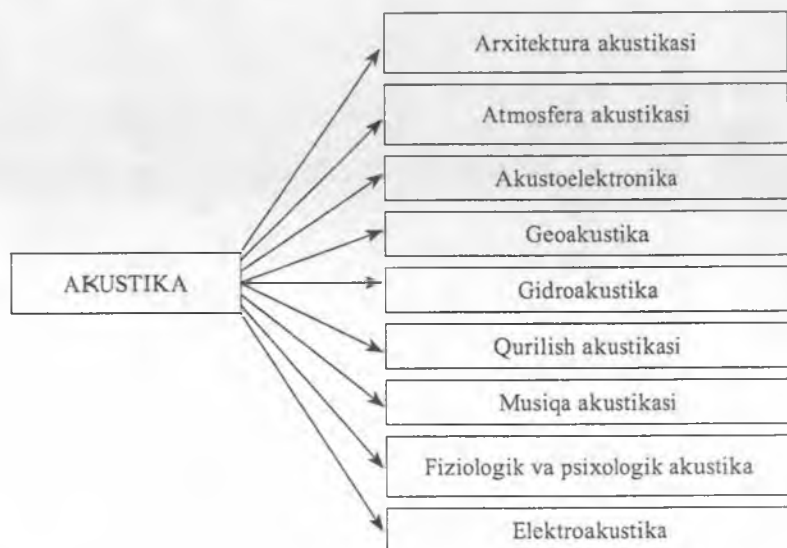 Arxitektura akustikasi
Atmosfera akustikasi
Akustoelektronika
Geoakustika
AKUSTIKA
Gidroakustika
Qurilish akustikasi
Musiqa akustikasi
Fiziologik va psixologik akustika
Elektroakustika